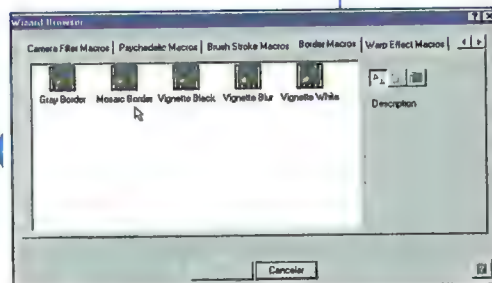 Wizard Browser
Camera Filter Macros Psychedelic Macros Brush Stroke Macros Border Macros Warp Effect Macros
Gray Border Mosaic Border Vignette Black Vignette Blur Vignette White
Description
Cancelar